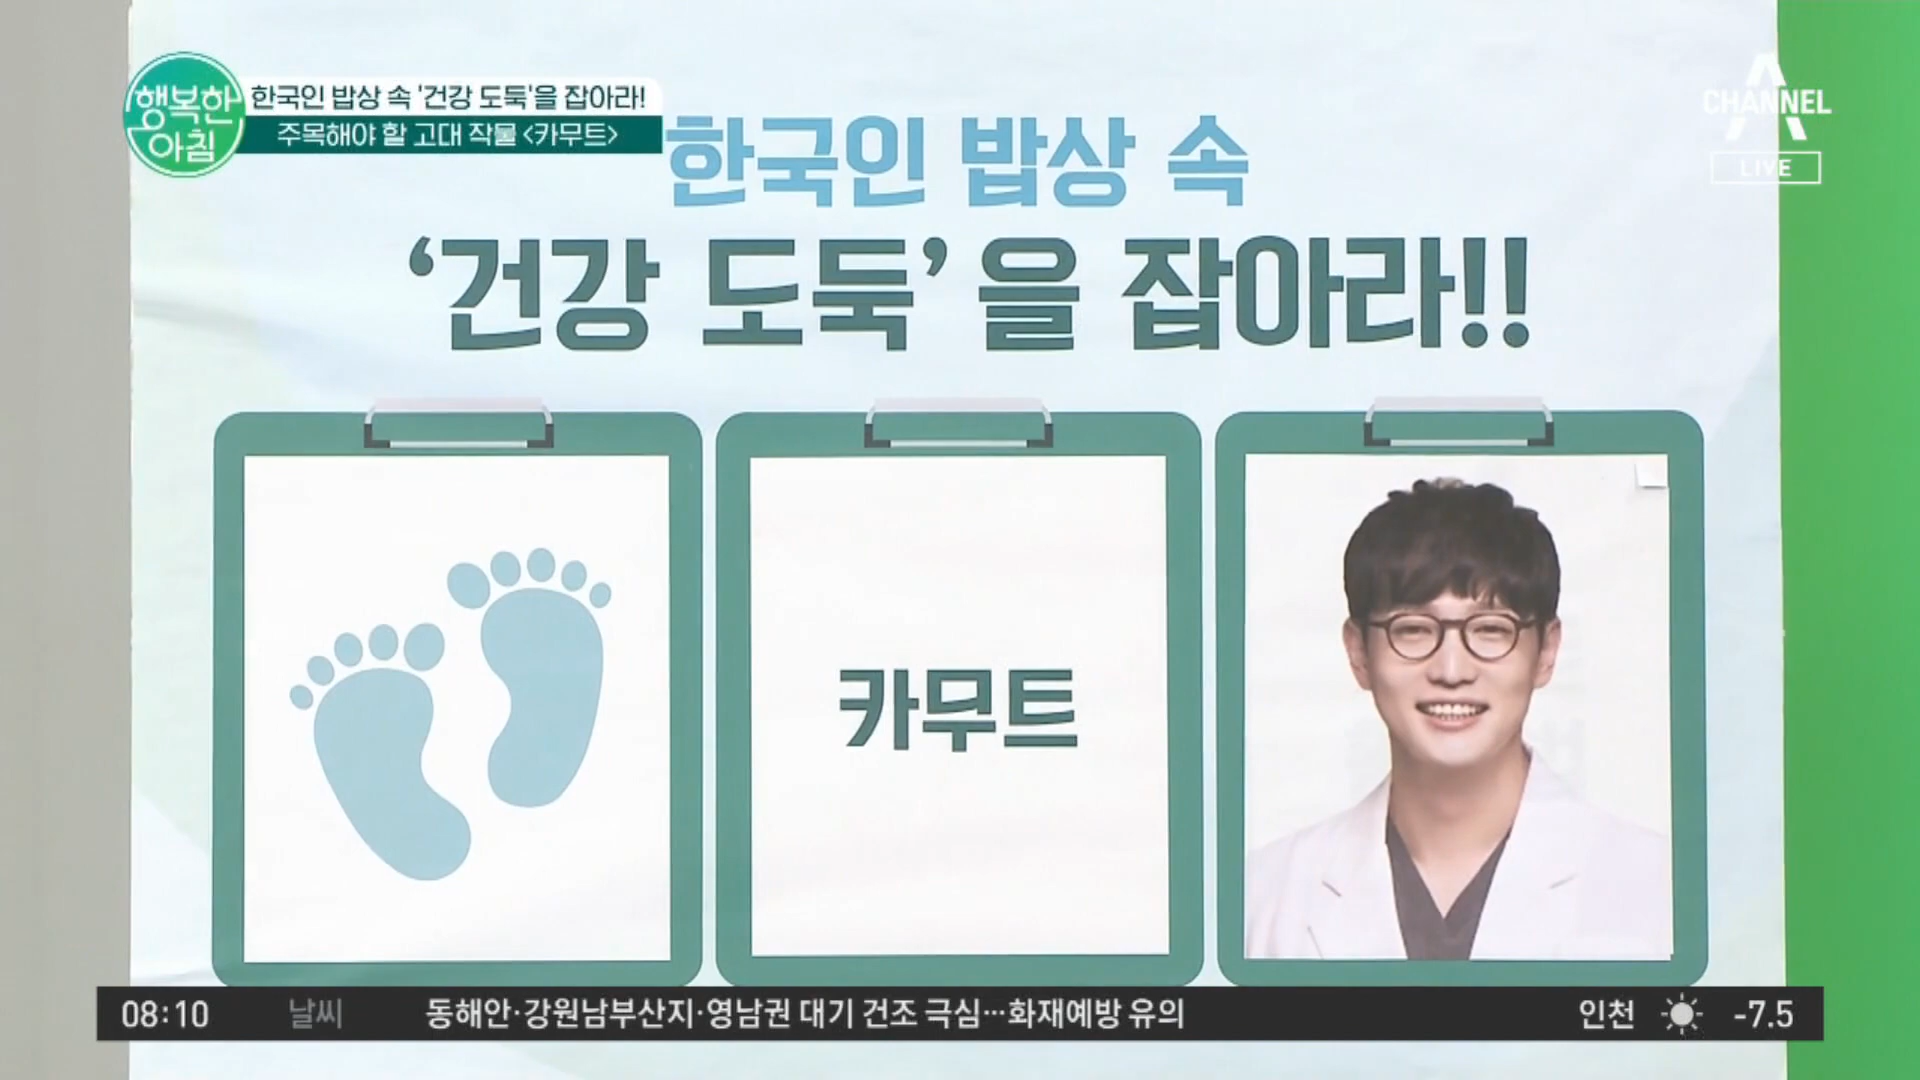 행복한
아침
한국인 밥상 속 '건강 도둑'을 잡아라!
주목해야 할 고대 작물 <카무트>
CHANNEL A
LIVE
한국인 밥상 속
‘건강 도둑’을 잡아라!!
카무트
08:10 날씨 동해안·강원남부산지·영남권 대기 건조 극심…화재예방 유의 인천 -7.5